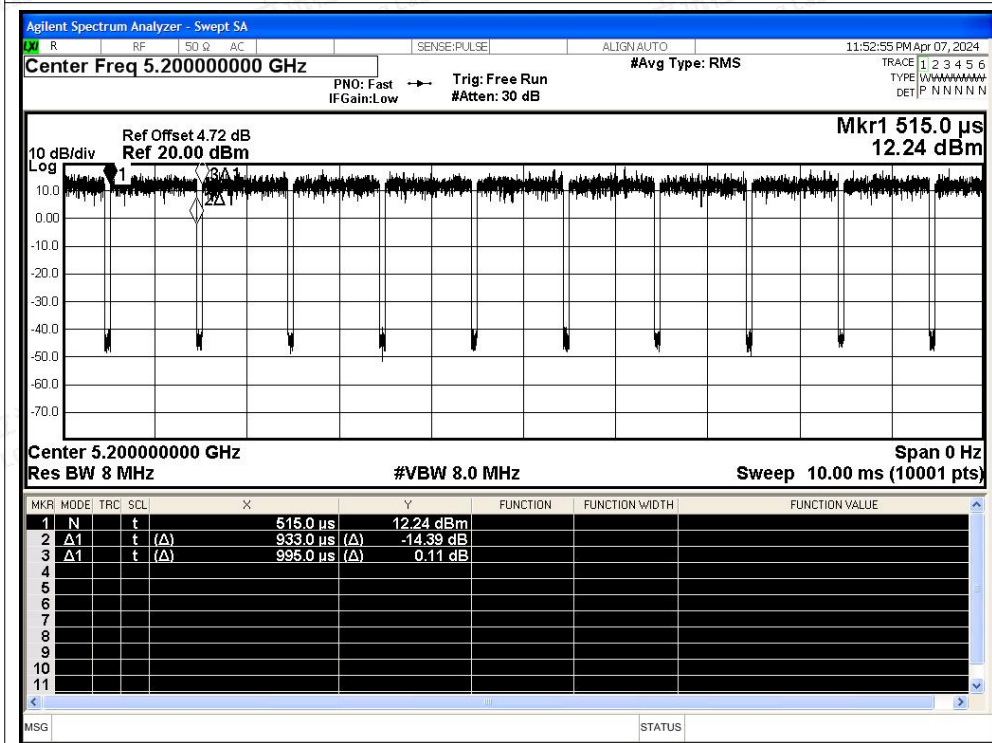 Agilent Spectrum Analyzer - Swept SA
LXI R RF 50 Ω AC SENSE:PULSE ALIGN AUTO 11:52:55 PM Apr 07, 2024
Center Freq 5.200000000 GHz #Avg Type: RMS TRACE 1 2 3 4 5 6
PNO: Fast Trig: Free Run TYPE WWWWWW
IFGain:Low #Atten: 30 dB DET P N N N N N
Mkr1 515.0 µs
Ref Offset 4.72 dB
10 dB/div Ref 20.00 dBm 12.24 dBm
Log
1 3Δ1
10.0
2Δ1
0.00
-10.0
-20.0
-30.0
-40.0
-50.0
-60.0
-70.0
Center 5.200000000 GHz Span 0 Hz
Res BW 8 MHz #VBW 8.0 MHz Sweep 10.00 ms (10001 pts)
MKR MODE TRC SCL X Y FUNCTION FUNCTION WIDTH FUNCTION VALUE
1 N t 515.0 µs 12.24 dBm
2 Δ1 t (Δ) 933.0 µs (Δ) -14.39 dB
3 Δ1 t (Δ) 995.0 µs (Δ) 0.11 dB
4
5
6
7
8
9
10
11
MSG STATUS